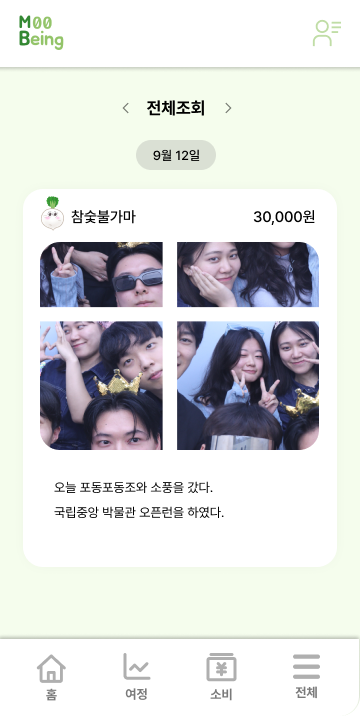 Moo
Being
전체조회
9월 12일
참숯불가마 30,000원
오늘 포동포동조와 소풍을 갔다.
국립중앙 박물관 오픈런을 하였다.
홈 여정 소비 전체